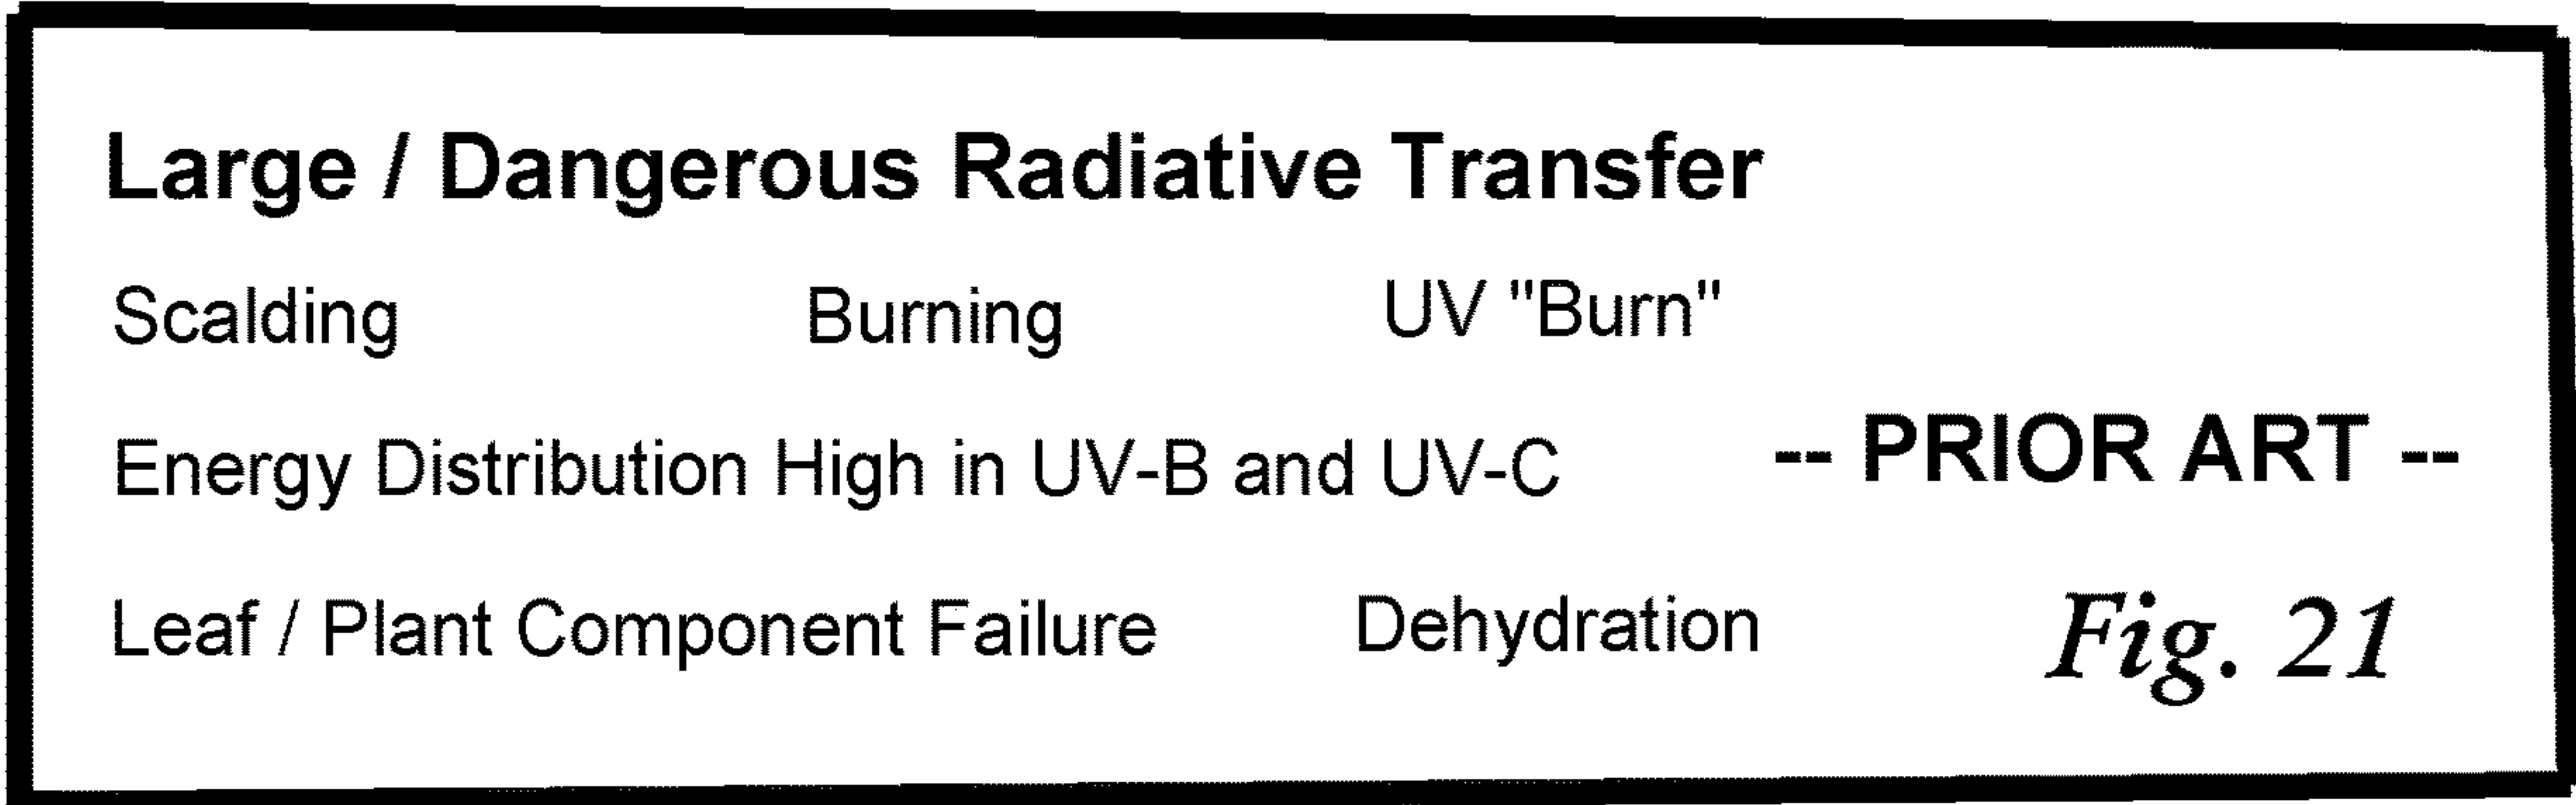 Large / Dangerous Radiative Transfer
Scalding Burning UV "Burn"
Energy Distribution High in UV-B and UV-C -- PRIOR ART --
Leaf / Plant Component Failure Dehydration Fig. 21